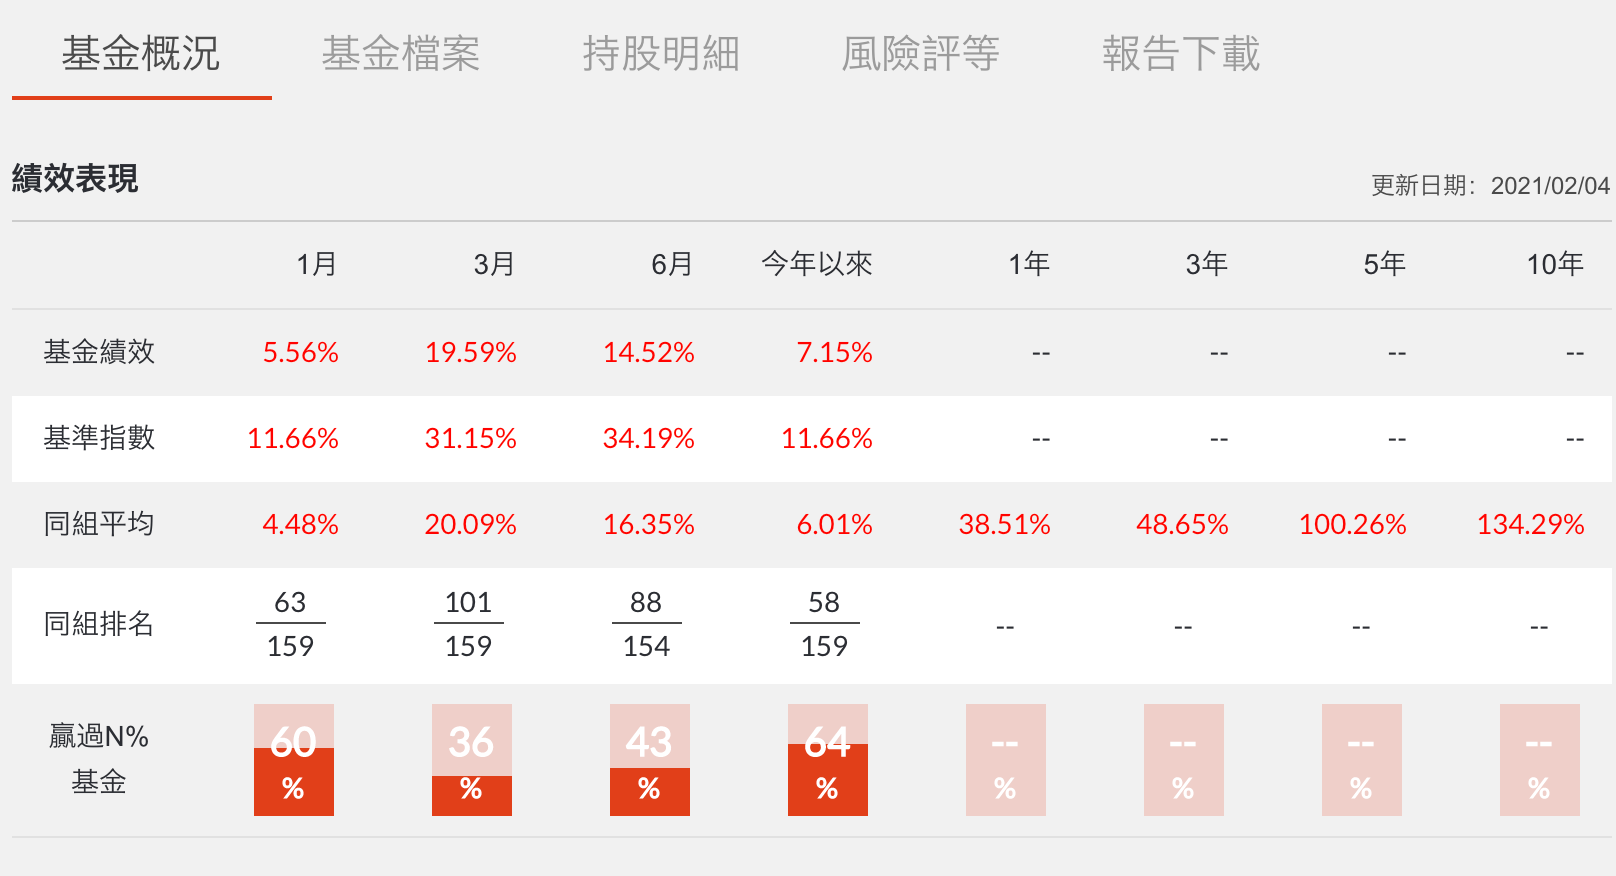 基金概況 基金檔案 持股明細 風險評等 報告下載
績效表現 更新日期：2021/02/04
1月 3月 6月 今年以來 1年 3年 5年 10年
基金績效 5.56% 19.59% 14.52% 7.15% -- -- -- --
基準指數 11.66% 31.15% 34.19% 11.66% -- -- -- --
同組平均 4.48% 20.09% 16.35% 6.01% 38.51% 48.65% 100.26% 134.29%
63 101 88 58
同組排名 -- -- -- --
159 159 154 159
贏過N% 60 36 43 64 -- -- -- --
基金 % % % % % % % %